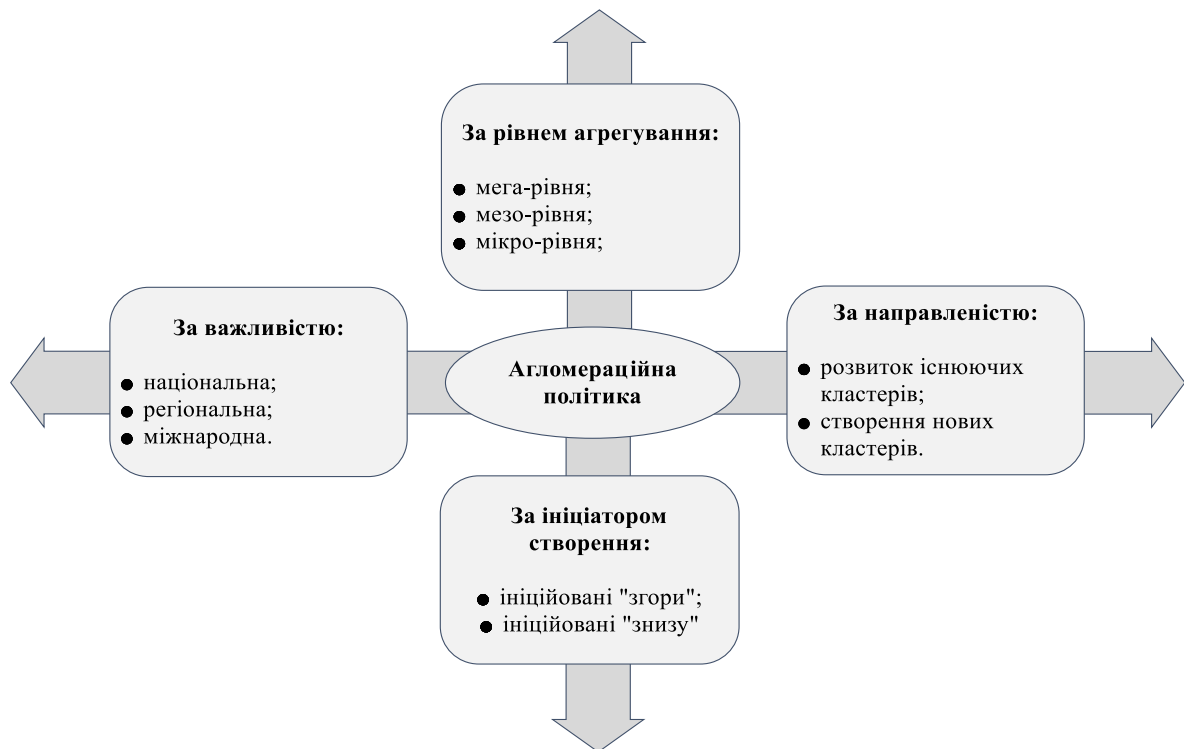 За рівнем агрегування:
● мега-рівня;
● мезо-рівня;
● мікро-рівня;
За важливістю:
● національна;
● регіональна;
● міжнародна.
Агломераційна
політика
За направленістю:
● розвиток існуючих
кластерів;
● створення нових
кластерів.
За ініціатором
створення:
● ініційовані "згори";
● ініційовані "знизу"